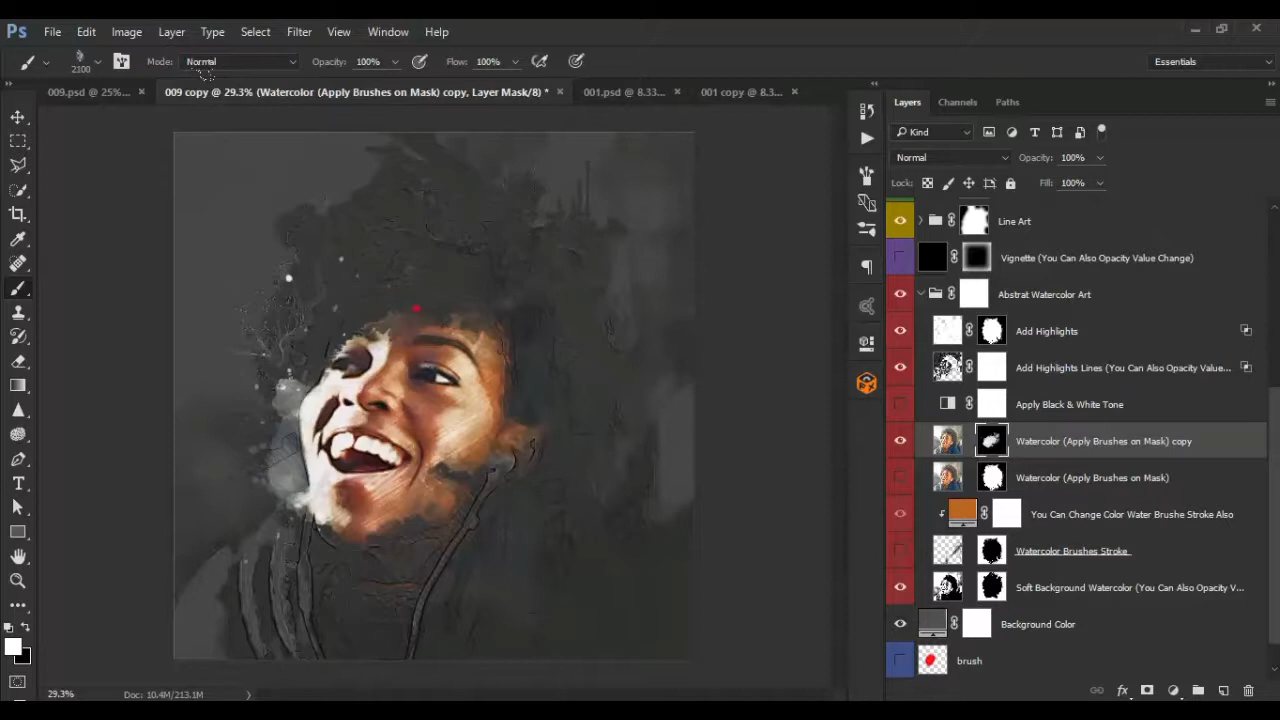 Ps File Edit Image Layer Type Select Filter View Window Help
2100 Mode: Normal Opacity: 100% Flow: 100% Essentials
009.psd @ 25%... × 009 copy @ 29.3% (Watercolor (Apply Brushes on Mask) copy, Layer Mask/8) * × 001.psd @ 8.33... × 001 copy @ 8.3... ×
Layers Channels Paths
Kind
Normal Opacity: 100%
Lock: Fill: 100%
Line Art
Vignette (You Can Also Opacity Value Change)
Abstrat Watercolor Art
Add Highlights
Add Highlights Lines (You Can Also Opacity Value...
Apply Black & White Tone
Watercolor (Apply Brushes on Mask) copy
Watercolor (Apply Brushes on Mask)
You Can Change Color Water Brushe Stroke Also
Watercolor Brushes Stroke
Soft Background Watercolor (You Can Also Opacity V...
Background Color
brush
29.3% Doc: 10.4M/213.1M